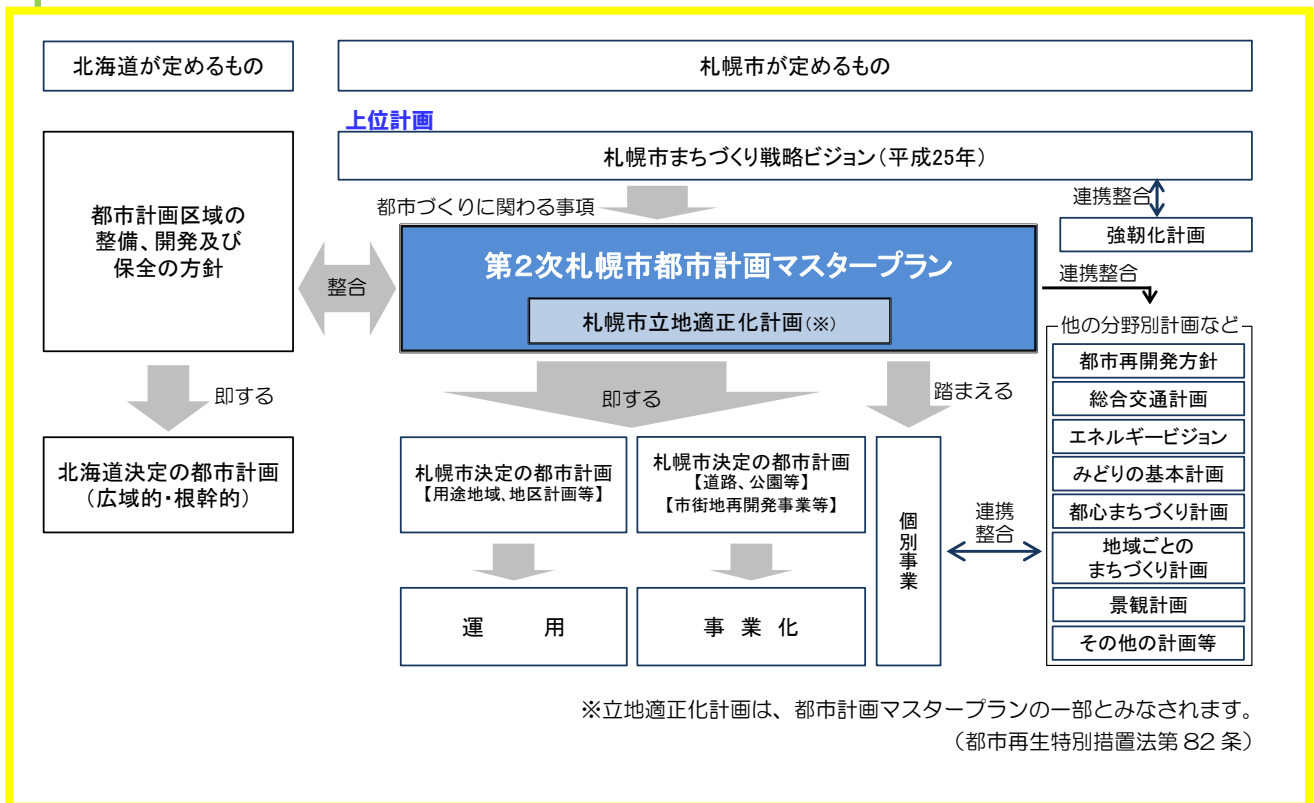 北海道が定めるもの
札幌市が定めるもの
上位計画
札幌市まちづくり戦略ビジョン(平成25年)
都市計画区域の
整備、開発及び
保全の方針
都市づくりに関わる事項
連携整合
強靭化計画
整合
第2次札幌市都市計画マスタープラン
札幌市立地適正化計画(※)
連携整合
他の分野別計画など
都市再開発方針
総合交通計画
エネルギービジョン
みどりの基本計画
都心まちづくり計画
地域ごとの
まちづくり計画
景観計画
その他の計画等
即する
即する
踏まえる
北海道決定の都市計画
(広域的・根幹的)
札幌市決定の都市計画
【用途地域、地区計画等】
札幌市決定の都市計画
【道路、公園等】
【市街地再開発事業等】
個別事業
連携
整合
運 用
事 業 化
※立地適正化計画は、都市計画マスタープランの一部とみなされます。
(都市再生特別措置法第 82 条)